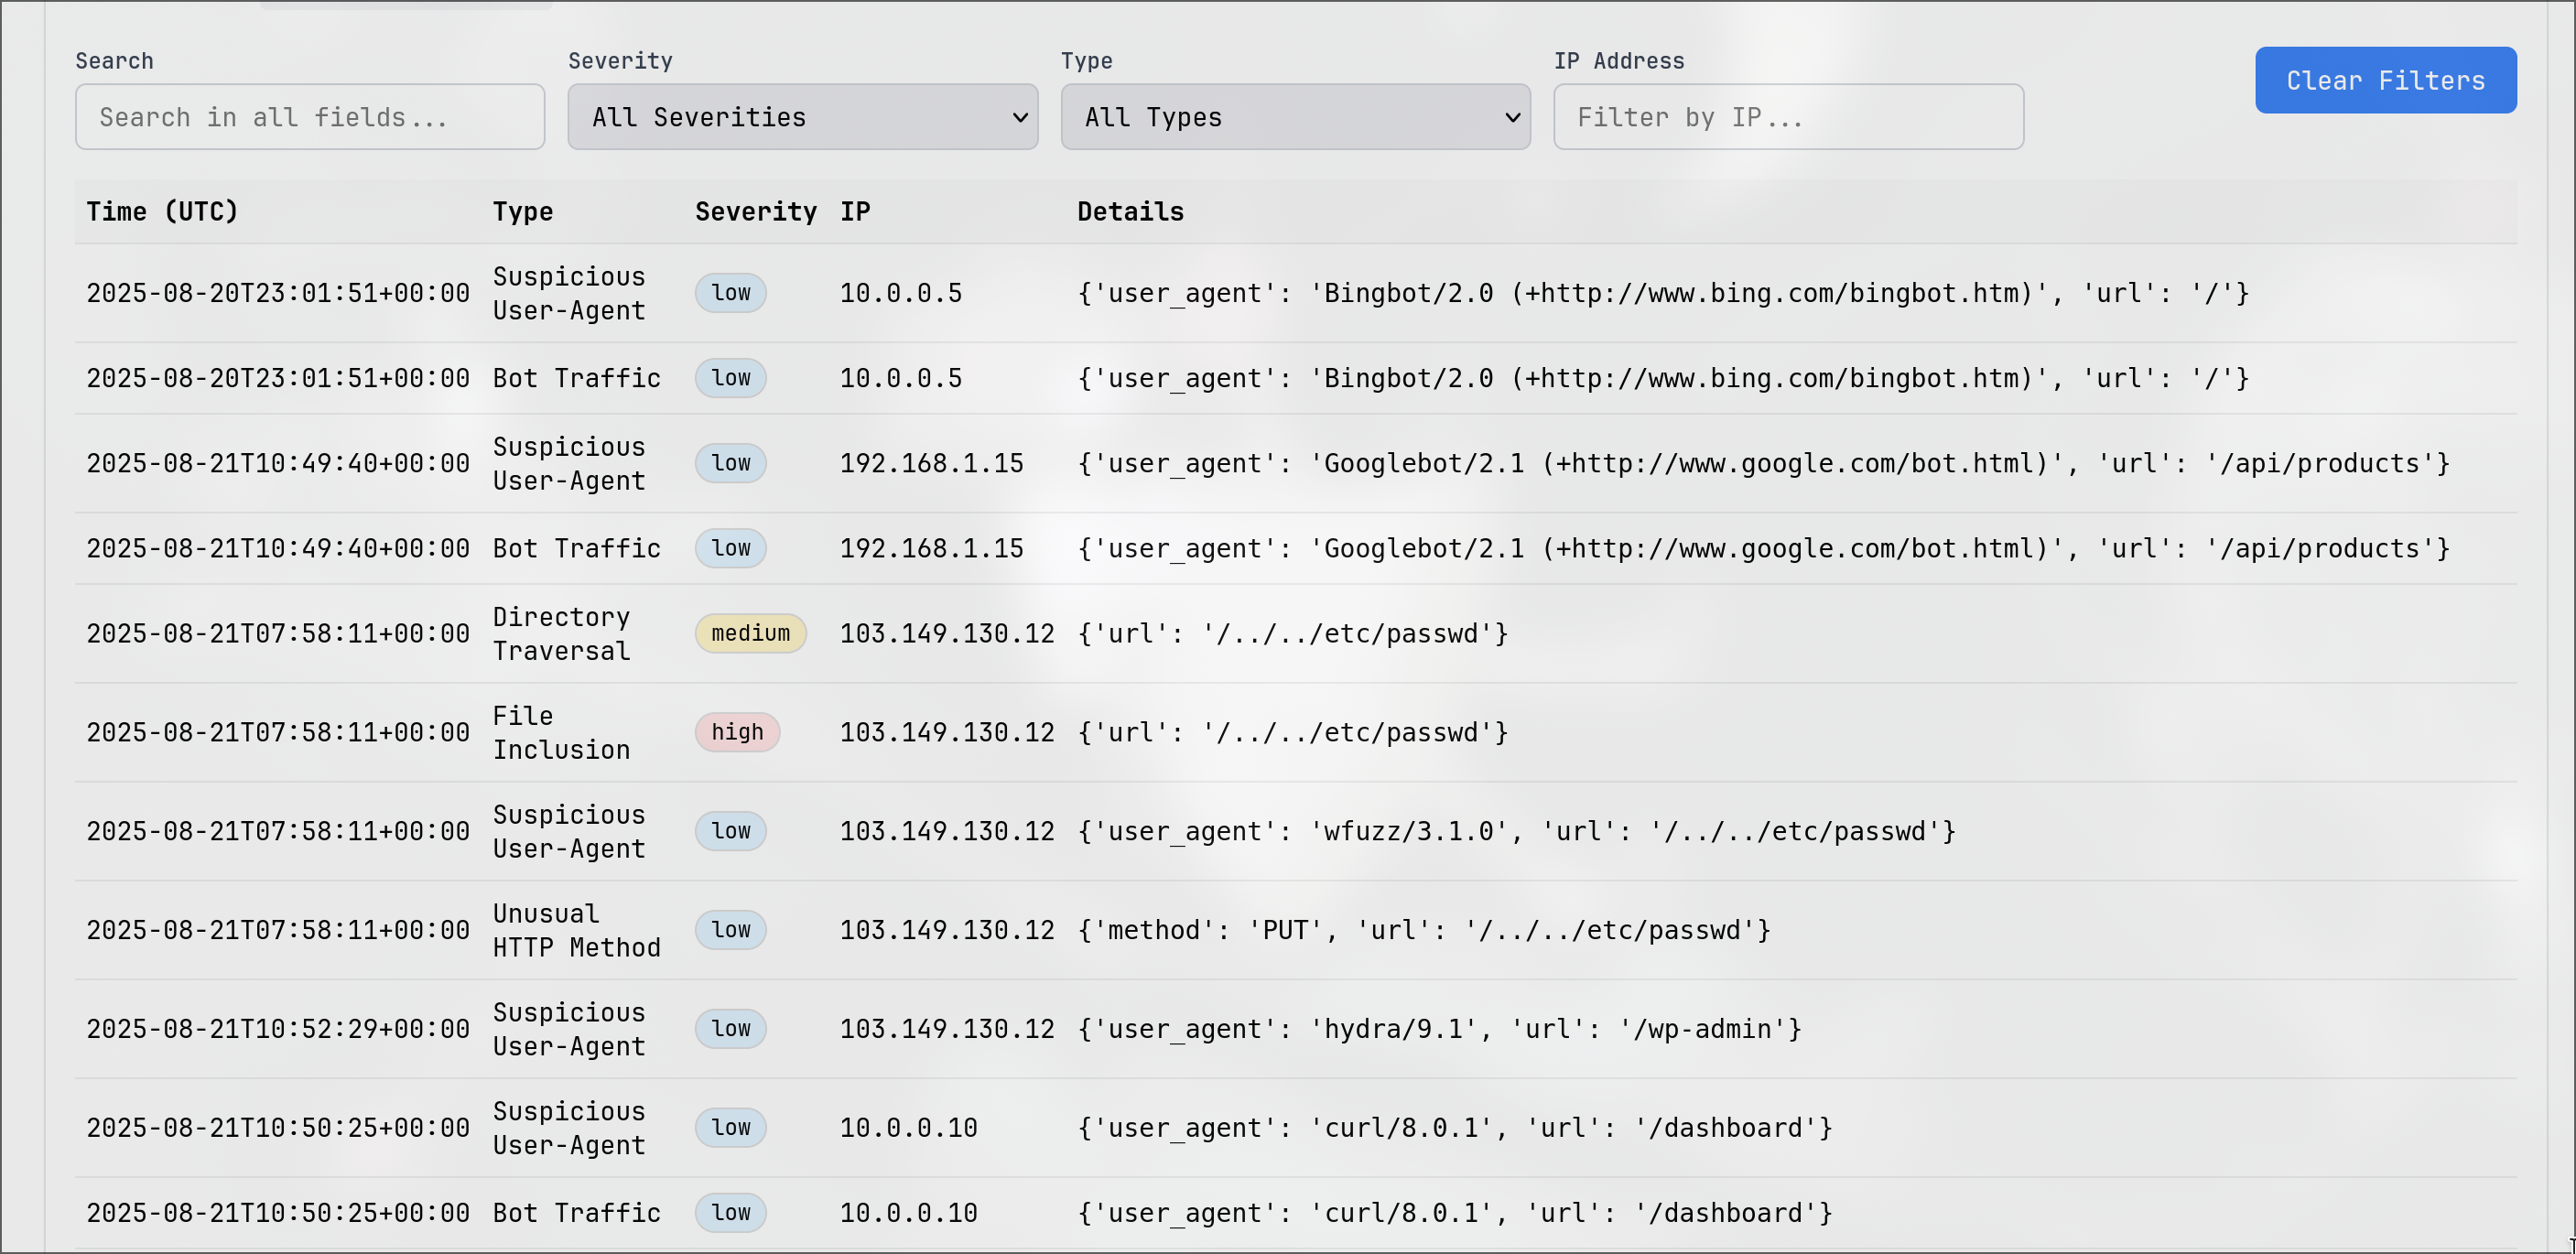 Search Severity Type IP Address
Clear Filters
Search in all fields... All Severities All Types Filter by IP...
Time (UTC) Type Severity IP Details
2025-08-20T23:01:51+00:00 Suspicious User-Agent low 10.0.0.5 {'user_agent': 'Bingbot/2.0 (+http://www.bing.com/bingbot.htm)', 'url': '/'}
2025-08-20T23:01:51+00:00 Bot Traffic low 10.0.0.5 {'user_agent': 'Bingbot/2.0 (+http://www.bing.com/bingbot.htm)', 'url': '/'}
2025-08-21T10:49:40+00:00 Suspicious User-Agent low 192.168.1.15 {'user_agent': 'Googlebot/2.1 (+http://www.google.com/bot.html)', 'url': '/api/products'}
2025-08-21T10:49:40+00:00 Bot Traffic low 192.168.1.15 {'user_agent': 'Googlebot/2.1 (+http://www.google.com/bot.html)', 'url': '/api/products'}
2025-08-21T07:58:11+00:00 Directory Traversal medium 103.149.130.12 {'url': '/../../etc/passwd'}
2025-08-21T07:58:11+00:00 File Inclusion high 103.149.130.12 {'url': '/../../etc/passwd'}
2025-08-21T07:58:11+00:00 Suspicious User-Agent low 103.149.130.12 {'user_agent': 'wfuzz/3.1.0', 'url': '/../../etc/passwd'}
2025-08-21T07:58:11+00:00 Unusual HTTP Method low 103.149.130.12 {'method': 'PUT', 'url': '/../../etc/passwd'}
2025-08-21T10:52:29+00:00 Suspicious User-Agent low 103.149.130.12 {'user_agent': 'hydra/9.1', 'url': '/wp-admin'}
2025-08-21T10:50:25+00:00 Suspicious User-Agent low 10.0.0.10 {'user_agent': 'curl/8.0.1', 'url': '/dashboard'}
2025-08-21T10:50:25+00:00 Bot Traffic low 10.0.0.10 {'user_agent': 'curl/8.0.1', 'url': '/dashboard'}